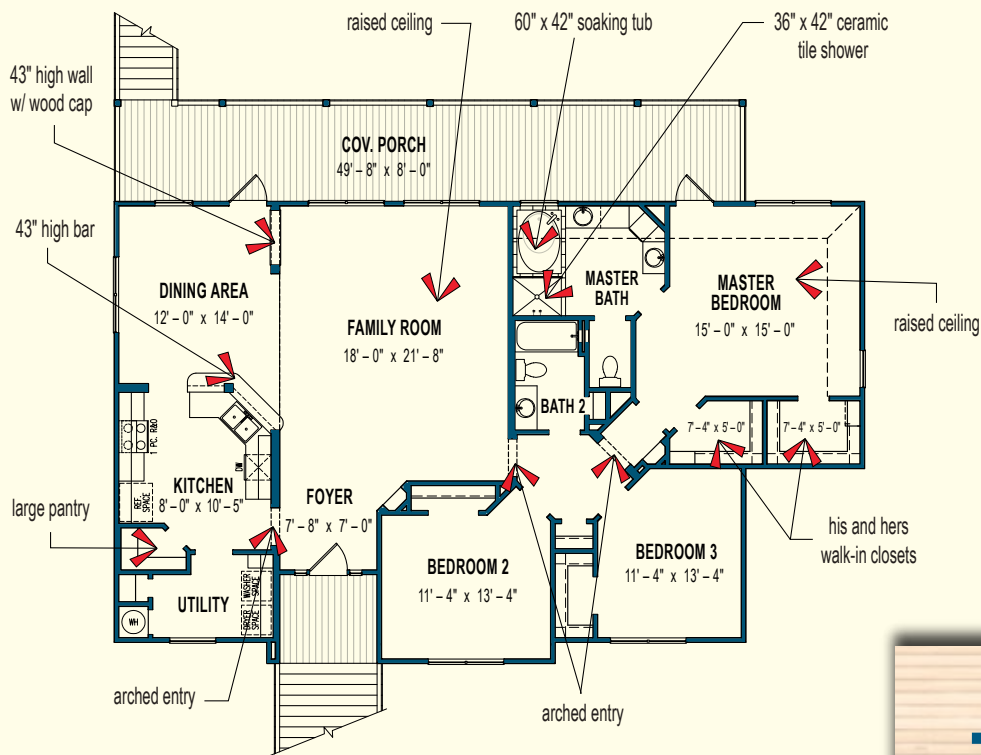 raised ceiling
60" x 42" soaking tub
36" x 42" ceramic
tile shower
43" high wall
w/ wood cap
COV. PORCH
49' – 8" x 8' – 0"
43" high bar
DINING AREA
12' – 0" x 14' – 0"
FAMILY ROOM
18' – 0" x 21' – 8"
MASTER
BATH
MASTER
BEDROOM
15' – 0" x 15' – 0"
raised ceiling
BATH 2
7' – 4" x 5' – 0"
7' – 4" x 5' – 0"
1 PC. R&O
DW
REF.
SPACE
KITCHEN
8' – 0" x 10' – 5"
large pantry
FOYER
7' – 8" x 7' – 0"
his and hers
walk-in closets
BEDROOM 2
11' – 4" x 13' – 4"
BEDROOM 3
11' – 4" x 13' – 4"
UTILITY
WASHER
SPACE
DRYER
SPACE
WH
arched entry
arched entry